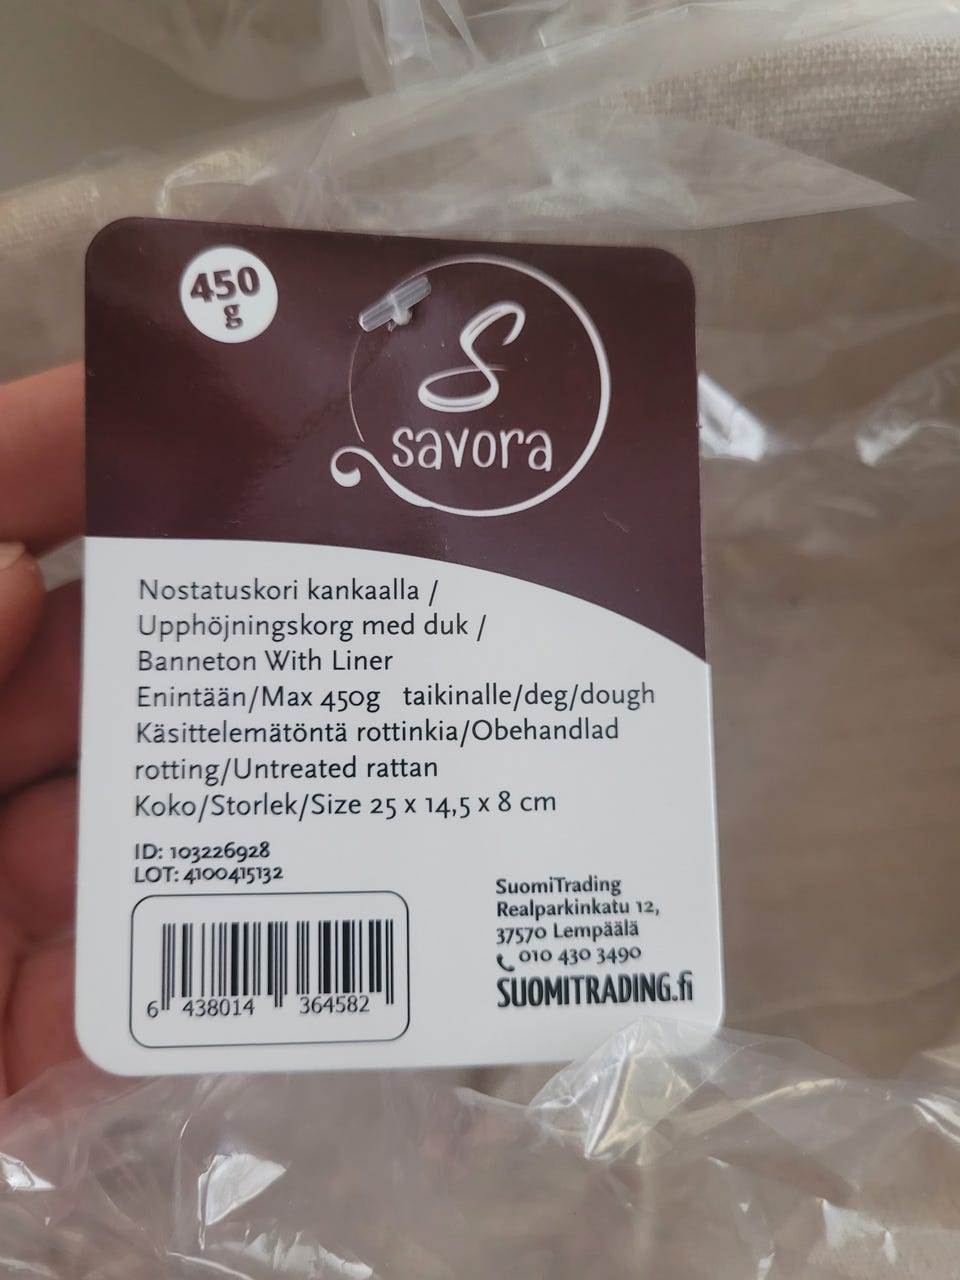 450
g
S
savora
Nostatuskori kankaalla /
Upphöjningskorg med duk /
Banneton With Liner
Enintään/Max 450g taikinalle/deg/dough
Käsittelemätöntä rottinkia/Obehandlad
rotting/Untreated rattan
Koko/Storlek/Size 25 x 14,5 x 8 cm
ID: 103226928
LOT: 4100415132
6 438014 364582
SuomiTrading
Realparkinkatu 12,
37570 Lempäälä
010 430 3490
SUOMITRADING.fi